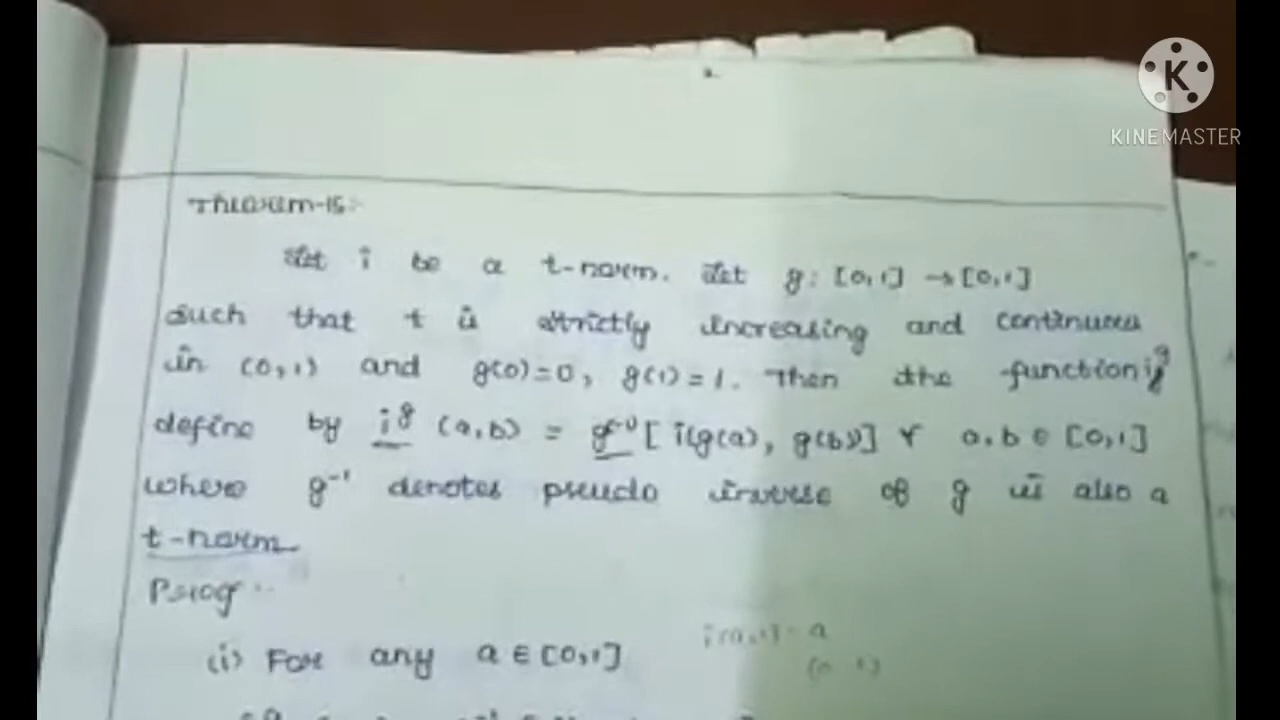 K
KINEMASTER
Theorem-15:-
Let i be a t-norm. Let g: [0,1] → [0,1]
such that t is strictly increasing and continuous
in (0,1) and g(0)=0, g(1)=1. Then the function i^g
define by i^g (a,b) = g^(-1) [ i(g(a), g(b))] ∀ a,b ∈ [0,1]
where g^-1 denotes pseudo inverse of g is also a
t-norm
Proof:-
(i) For any a ∈ [0,1]